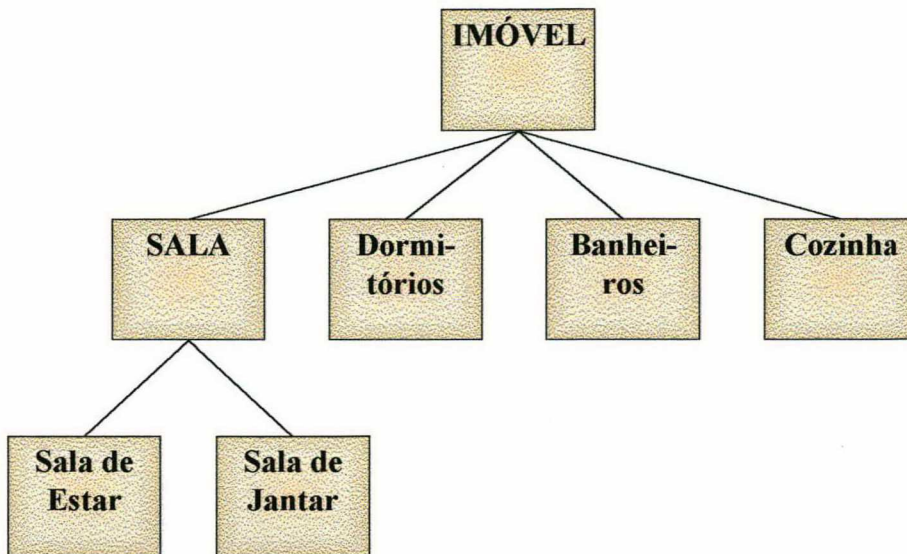 IMÓVEL
SALA
Dormi-
tórios
Banhei-
ros
Cozinha
Sala de
Estar
Sala de
Jantar